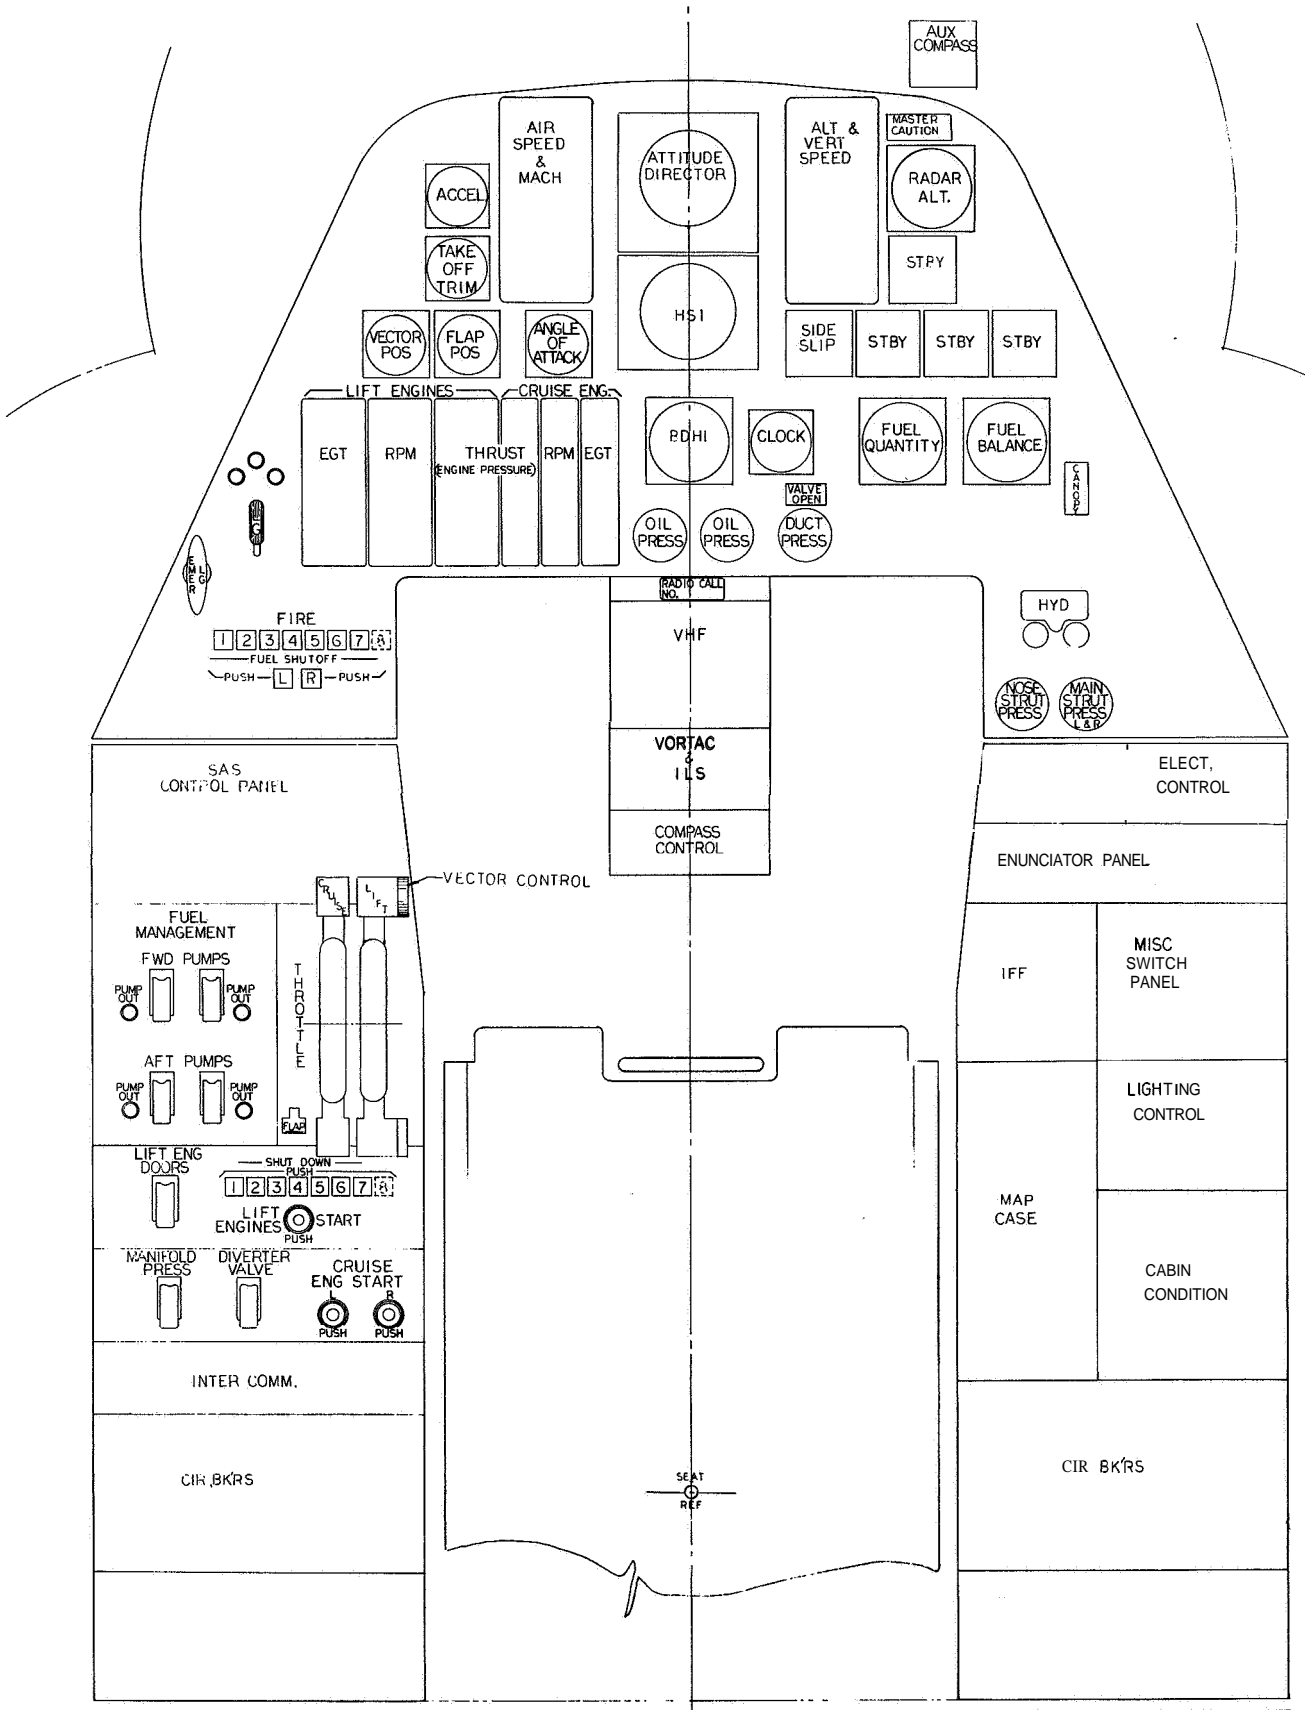 AUX
COMPASS
AIR
SPEED
&
MACH
ATTITUDE
DIRECTOR
ALT &
VERT
SPEED
MASTER
CAUTION
RADAR
ALT.
ACCEL
TAKE
OFF
TRIM
HSI
STBY
VECTOR
POS
FLAP
POS
ANGLE
OF
ATTACK
SIDE
SLIP
STBY
STBY
STBY
LIFT ENGINES
CRUISE ENG.
EGT
RPM
THRUST
(ENGINE PRESSURE)
RPM
EGT
BDHI
CLOCK
FUEL
QUANTITY
FUEL
BALANCE
CANOPY
VALVE
OPEN
OIL
PRESS
OIL
PRESS
DUCT
PRESS
EMER
LG
RADIO CALL
NO.
HYD
FIRE
1 2 3 4 5 6 7 8
FUEL SHUTOFF
PUSH L R PUSH
VHF
NOSE
STRUT
PRESS
MAIN
STRUT
PRESS
L & R
VORTAC
&
ILS
COMPASS
CONTROL
SAS
CONTROL PANEL
ELECT,
CONTROL
ENUNCIATOR PANEL
CRUISE
LIFT
VECTOR CONTROL
FUEL
MANAGEMENT
FWD PUMPS
PUMP
OUT
PUMP
OUT
THROTTLE
AFT PUMPS
PUMP
OUT
PUMP
OUT
FLAP
IFF
MISC
SWITCH
PANEL
LIGHTING
CONTROL
MAP
CASE
CABIN
CONDITION
LIFT ENG
DOORS
SHUT DOWN
PUSH
1 2 3 4 5 6 7 8
LIFT
ENGINES
START
PUSH
MANIFOLD
PRESS
DIVERTER
VALVE
CRUISE
ENG START
L R
PUSH PUSH
INTER COMM.
CIR, BK'RS
CIR BK'RS
SEAT
REF